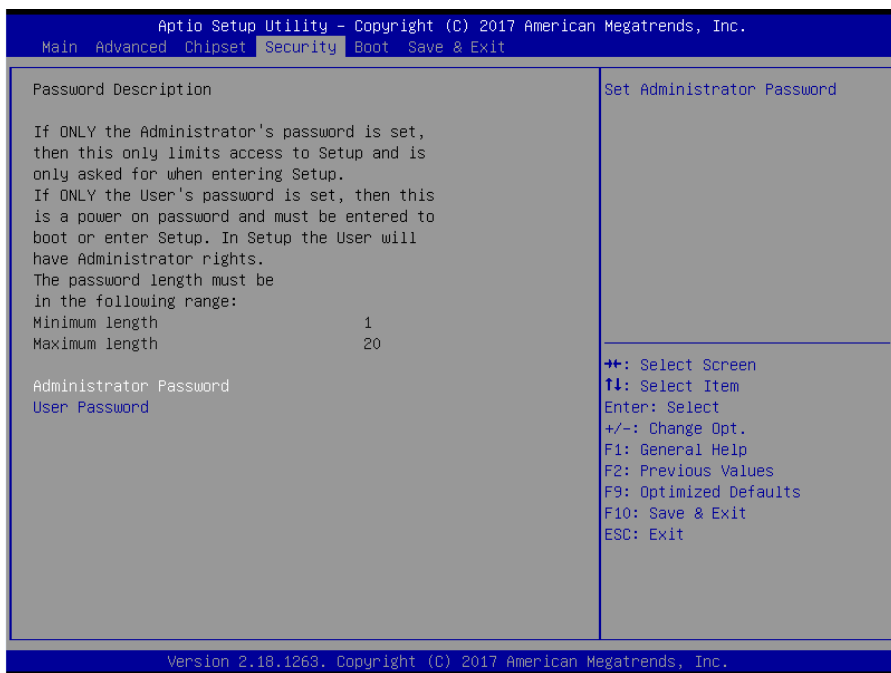 Aptio Setup Utility – Copyright (C) 2017 American Megatrends, Inc.
Main Advanced Chipset Security Boot Save & Exit
Password Description
If ONLY the Administrator's password is set,
then this only limits access to Setup and is
only asked for when entering Setup.
If ONLY the User's password is set, then this
is a power on password and must be entered to
boot or enter Setup. In Setup the User will
have Administrator rights.
The password length must be
in the following range:
Minimum length 1
Maximum length 20
Administrator Password
User Password
Set Administrator Password
→←: Select Screen
↑↓: Select Item
Enter: Select
+/-: Change Opt.
F1: General Help
F2: Previous Values
F9: Optimized Defaults
F10: Save & Exit
ESC: Exit
Version 2.18.1263. Copyright (C) 2017 American Megatrends, Inc.